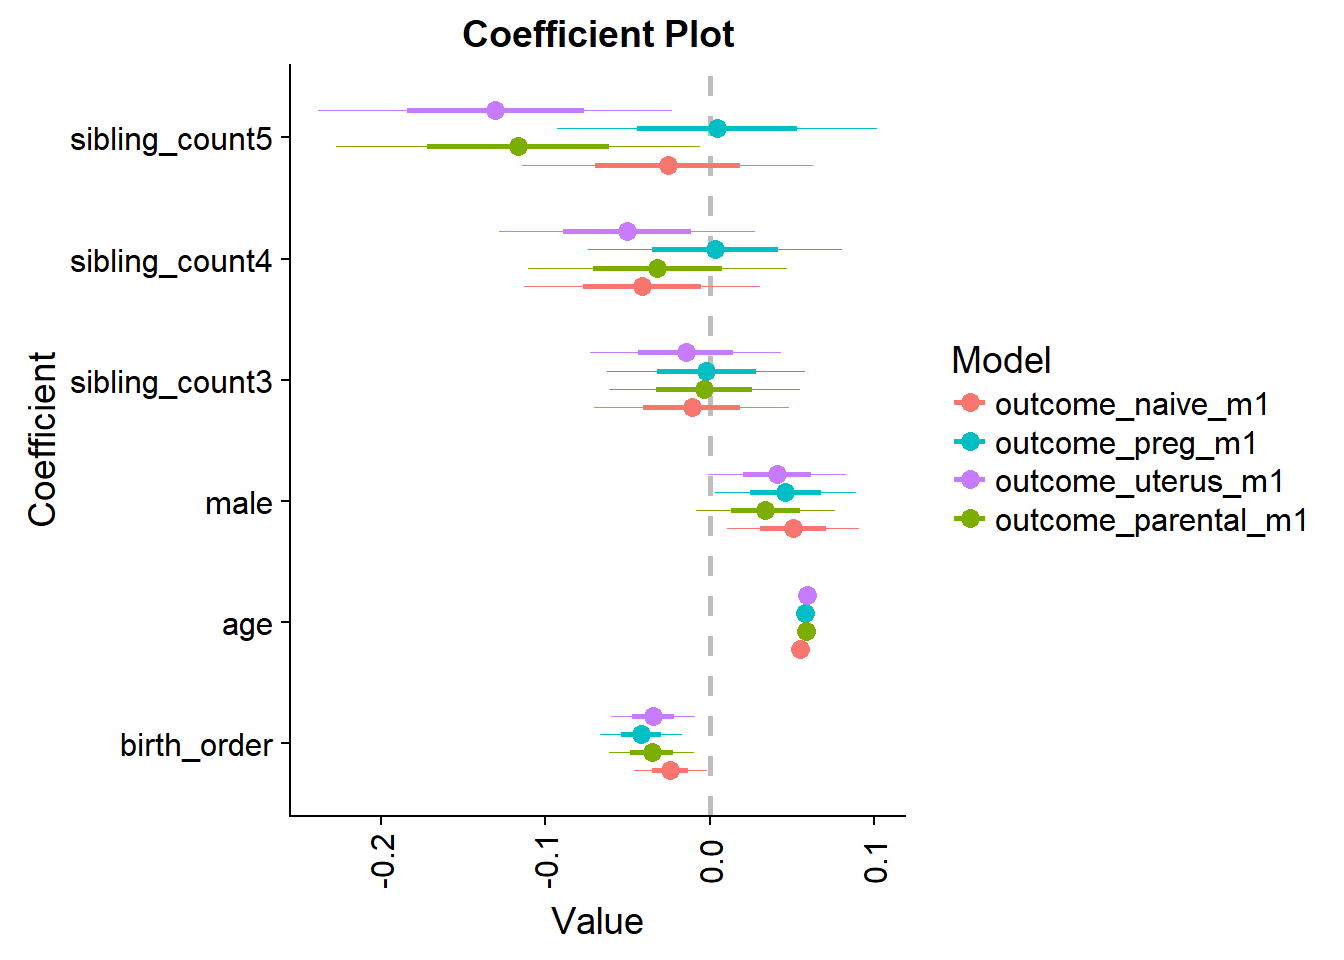 Coefficient Plot
Coefficient
sibling_count5
sibling_count4
sibling_count3
male
age
birth_order
-0.2
-0.1
0.0
0.1
Value
Model
outcome_naive_m1
outcome_preg_m1
outcome_uterus_m1
outcome_parental_m1